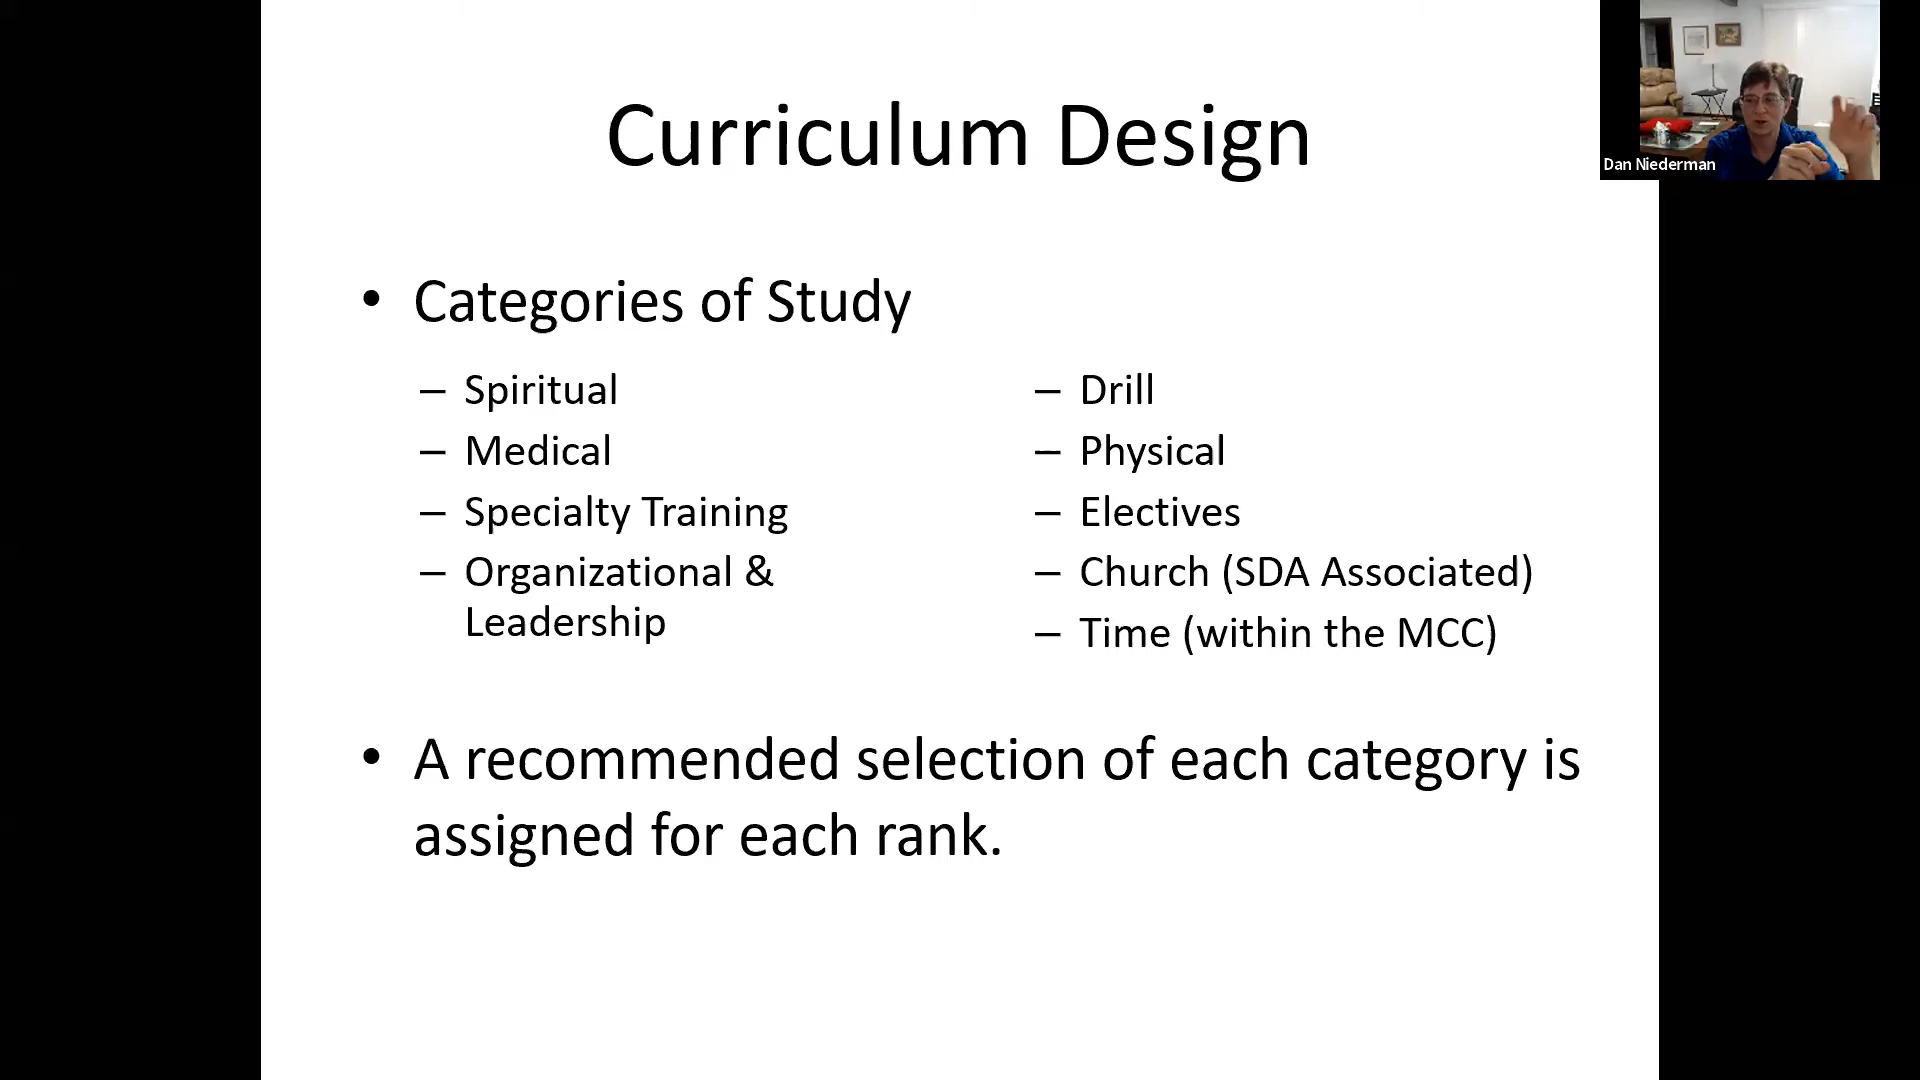 Curriculum Design
Dan Niederman
• Categories of Study
– Spiritual
– Medical
– Specialty Training
– Organizational &
Leadership
– Drill
– Physical
– Electives
– Church (SDA Associated)
– Time (within the MCC)
• A recommended selection of each category is
assigned for each rank.